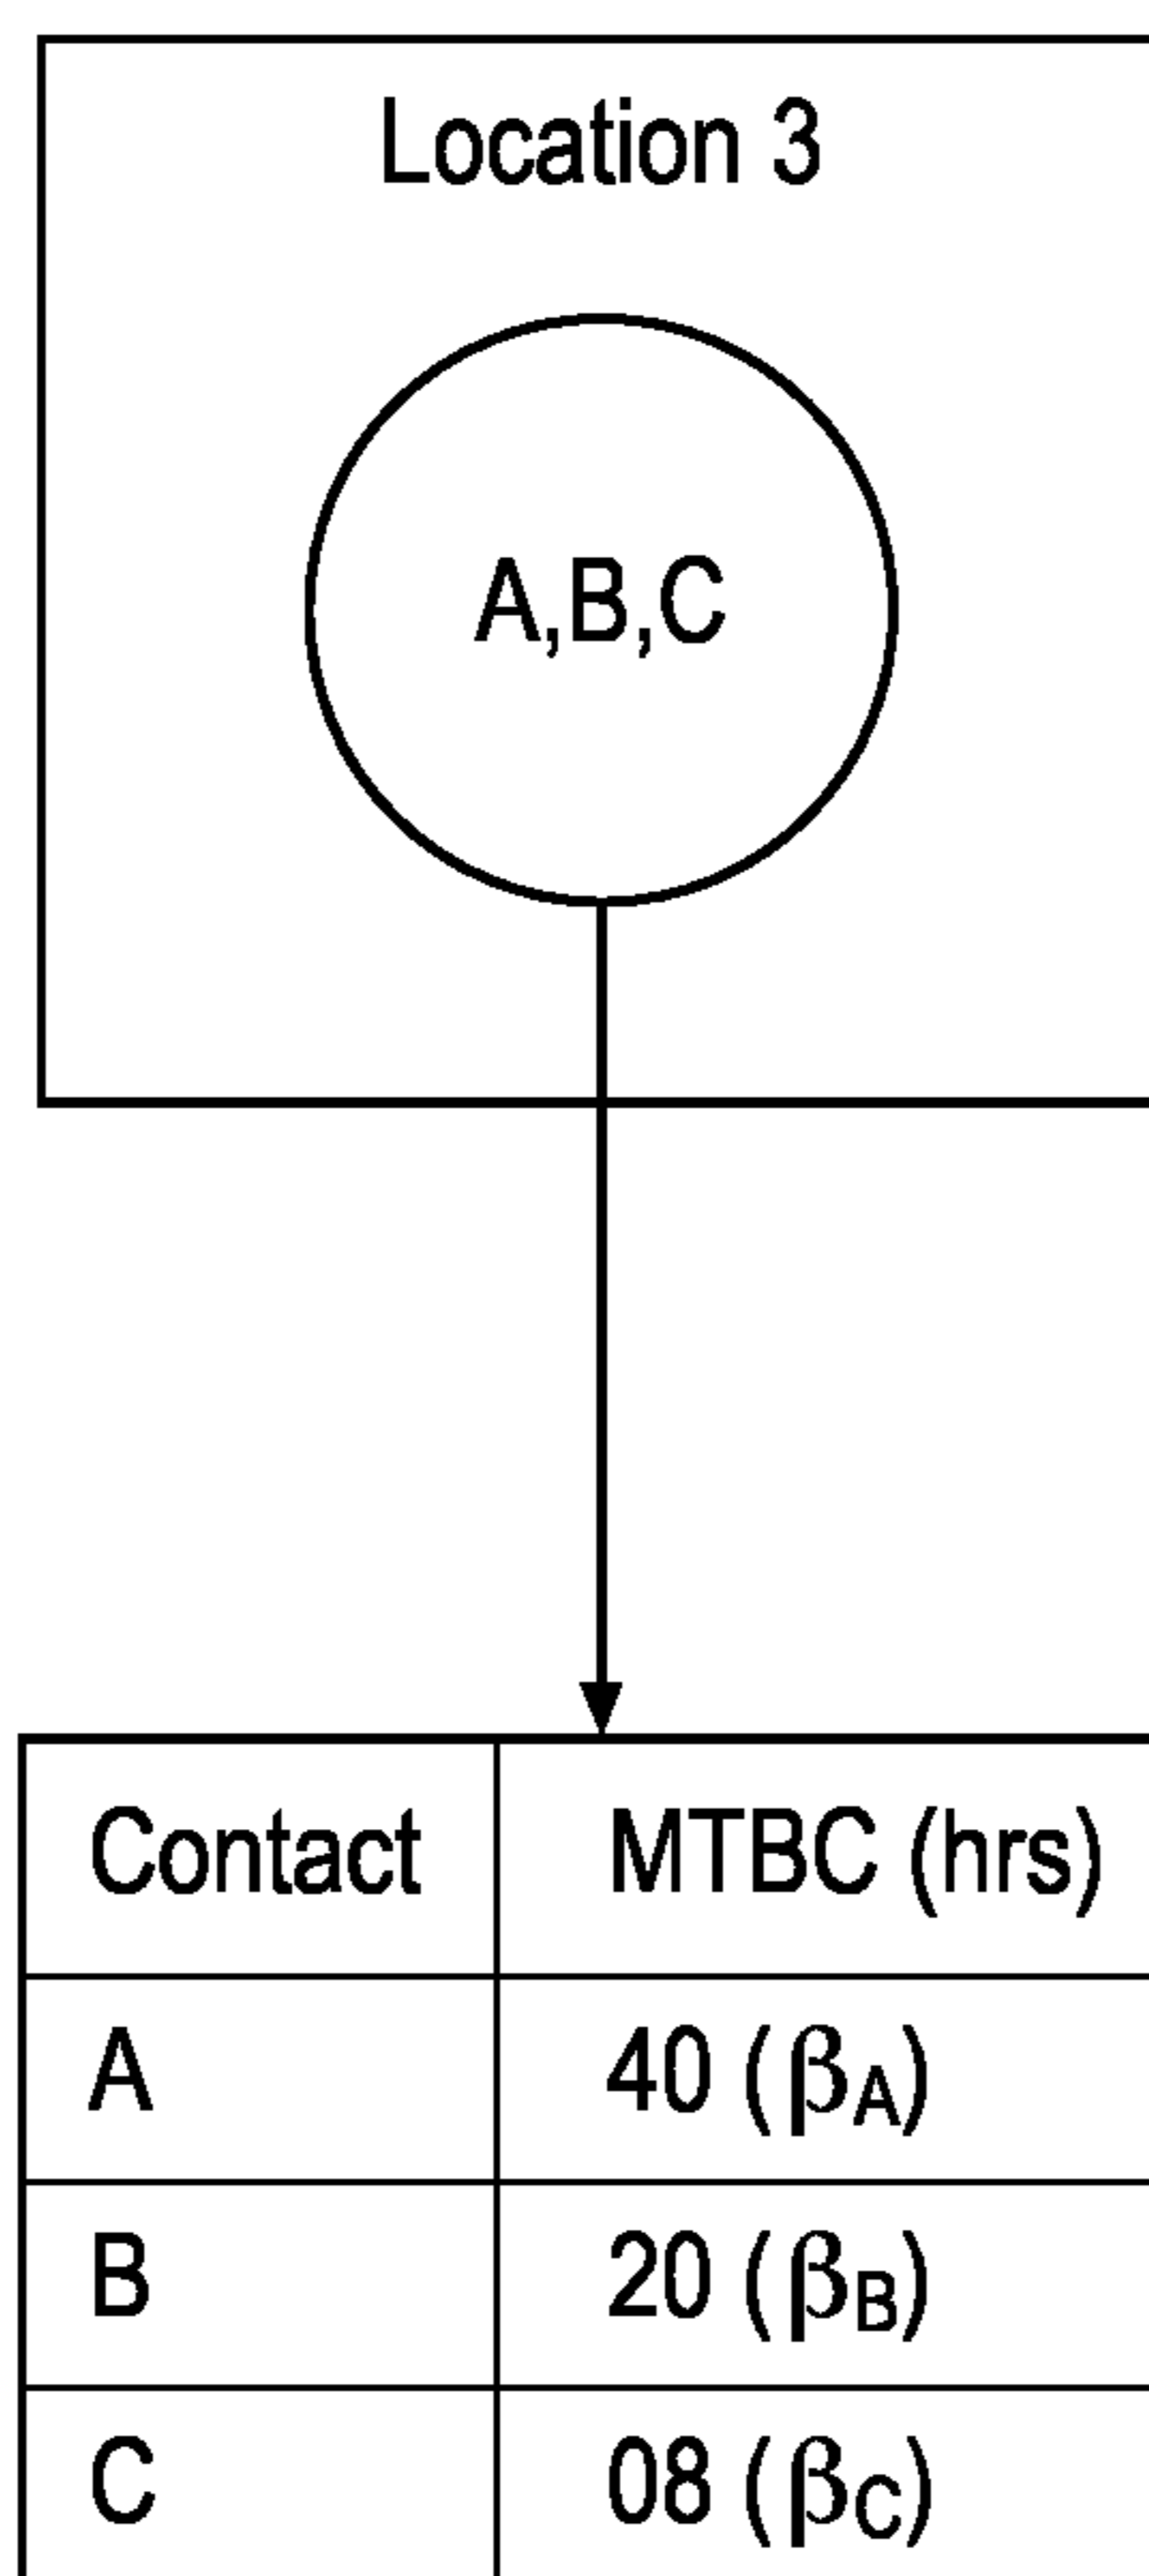 Location 3
A,B,C
Contact MTBC (hrs)
A 40 (βA)
B 20 (βB)
C 08 (βC)